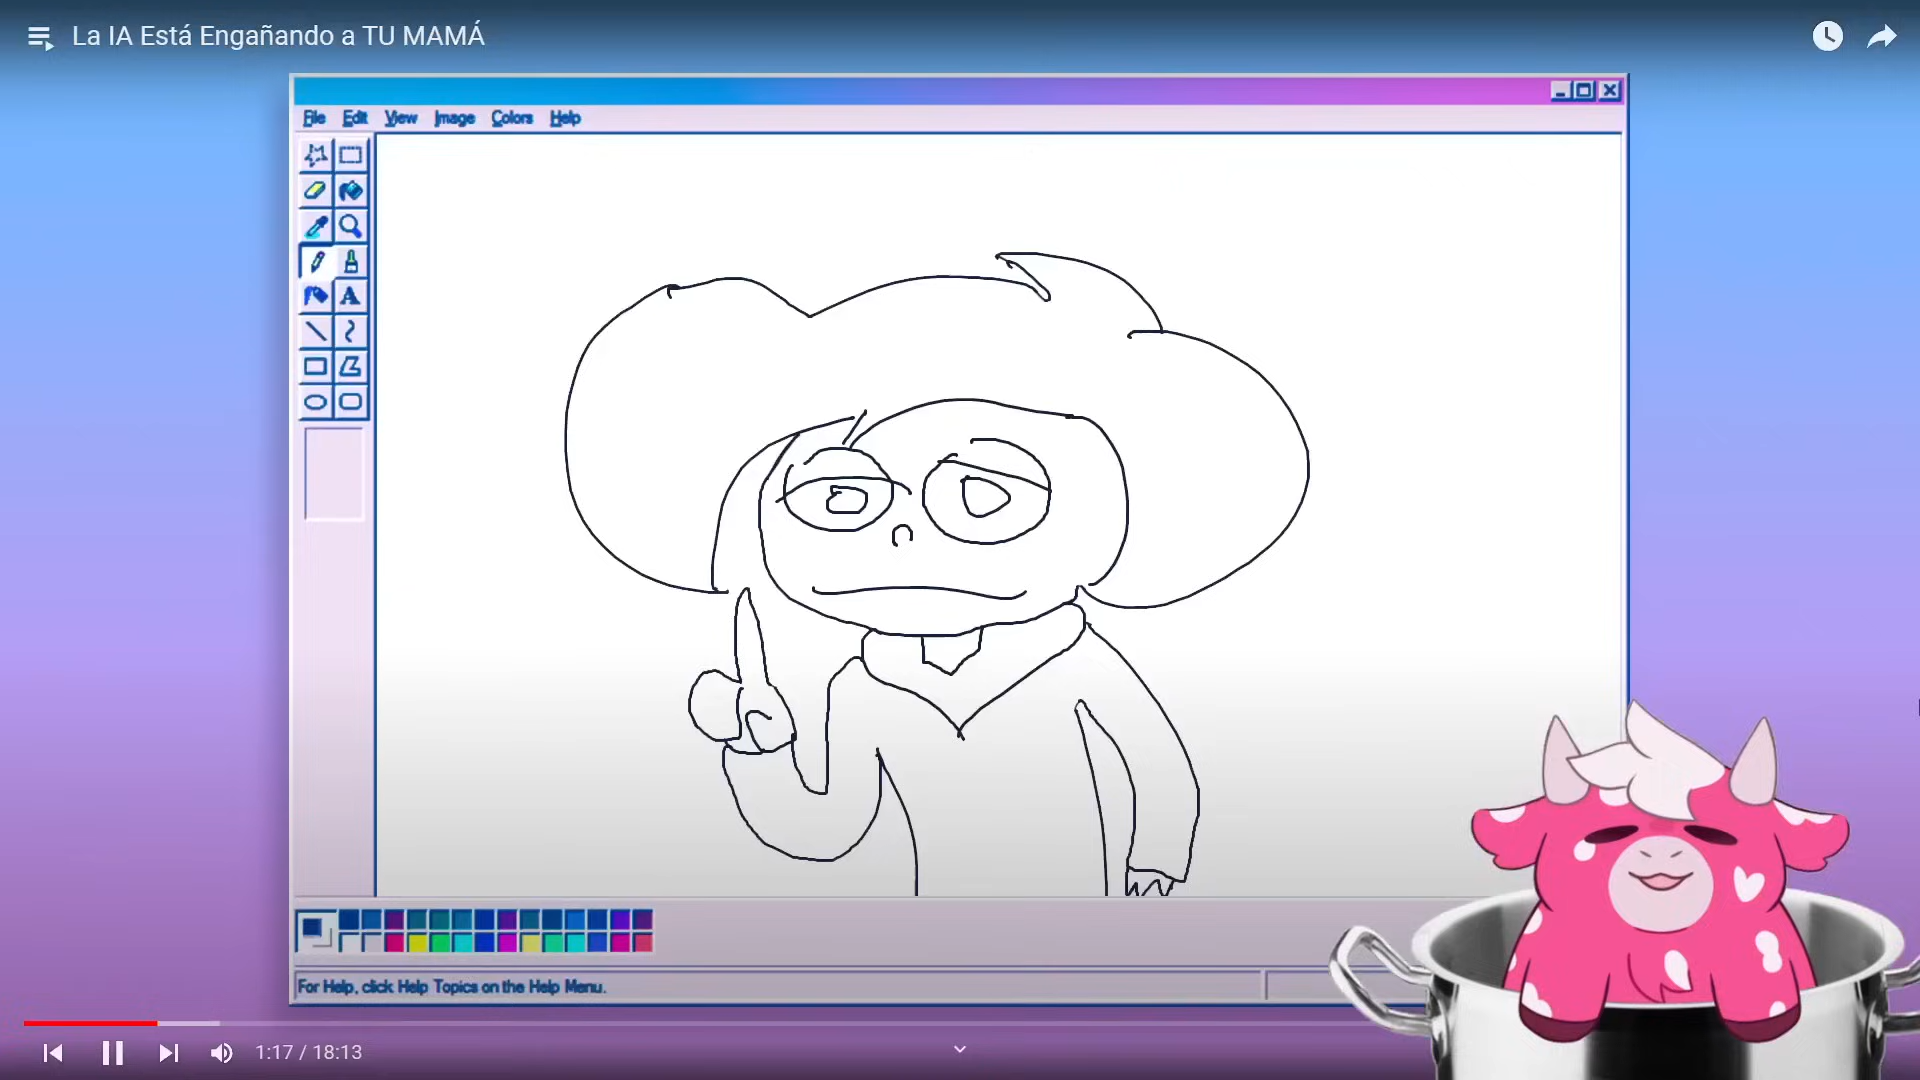 La IA Está Engañando a TU MAMÁ
File Edit View Image Colors Help
A
For Help, click Help Topics on the Help Menu.
1:17 / 18:13